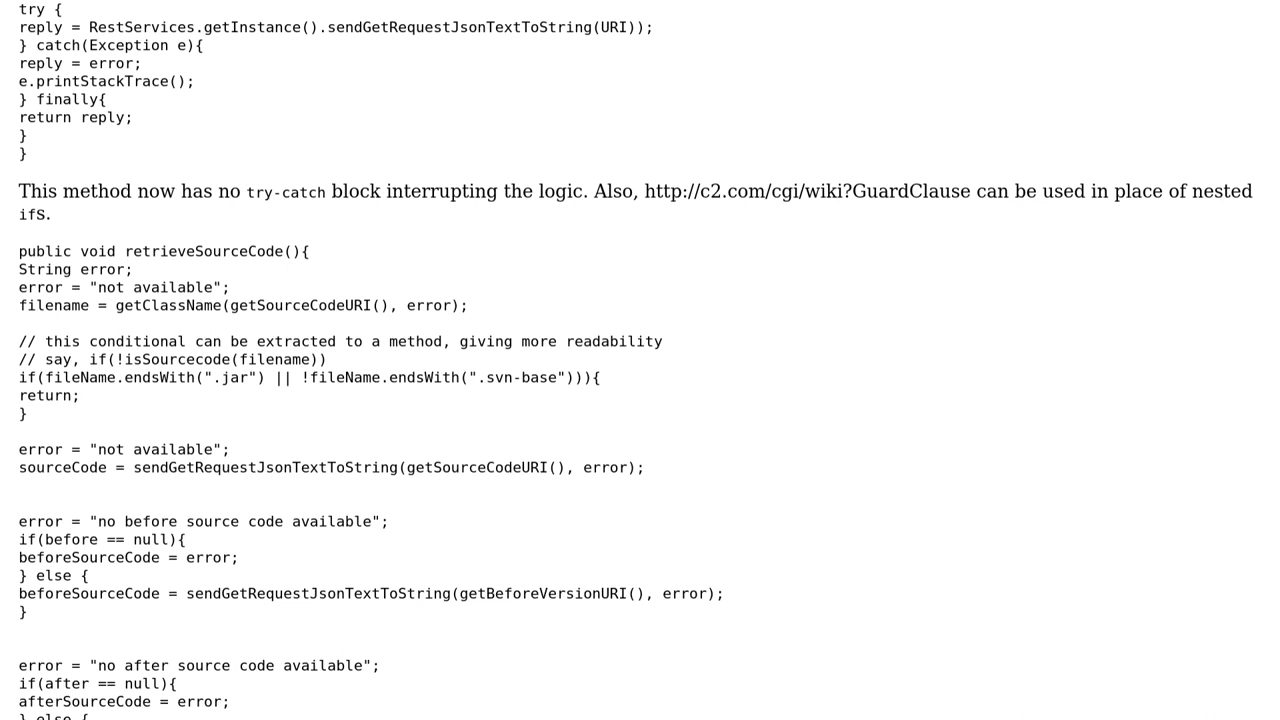 try {
reply = RestServices.getInstance().sendGetRequestJsonTextToString(URI));
} catch(Exception e){
reply = error;
e.printStackTrace();
} finally{
return reply;
}
}
This method now has no try-catch block interrupting the logic. Also, http://c2.com/cgi/wiki?GuardClause can be used in place of nested
ifs.
public void retrieveSourceCode(){
String error;
error = "not available";
filename = getClassName(getSourceCodeURI(), error);
// this conditional can be extracted to a method, giving more readability
// say, if(!isSourcecode(filename))
if(fileName.endsWith(".jar") || !fileName.endsWith(".svn-base"))){
return;
}
error = "not available";
sourceCode = sendGetRequestJsonTextToString(getSourceCodeURI(), error);
error = "no before source code available";
if(before == null){
beforeSourceCode = error;
} else {
beforeSourceCode = sendGetRequestJsonTextToString(getBeforeVersionURI(), error);
}
error = "no after source code available";
if(after == null){
afterSourceCode = error;
} else {